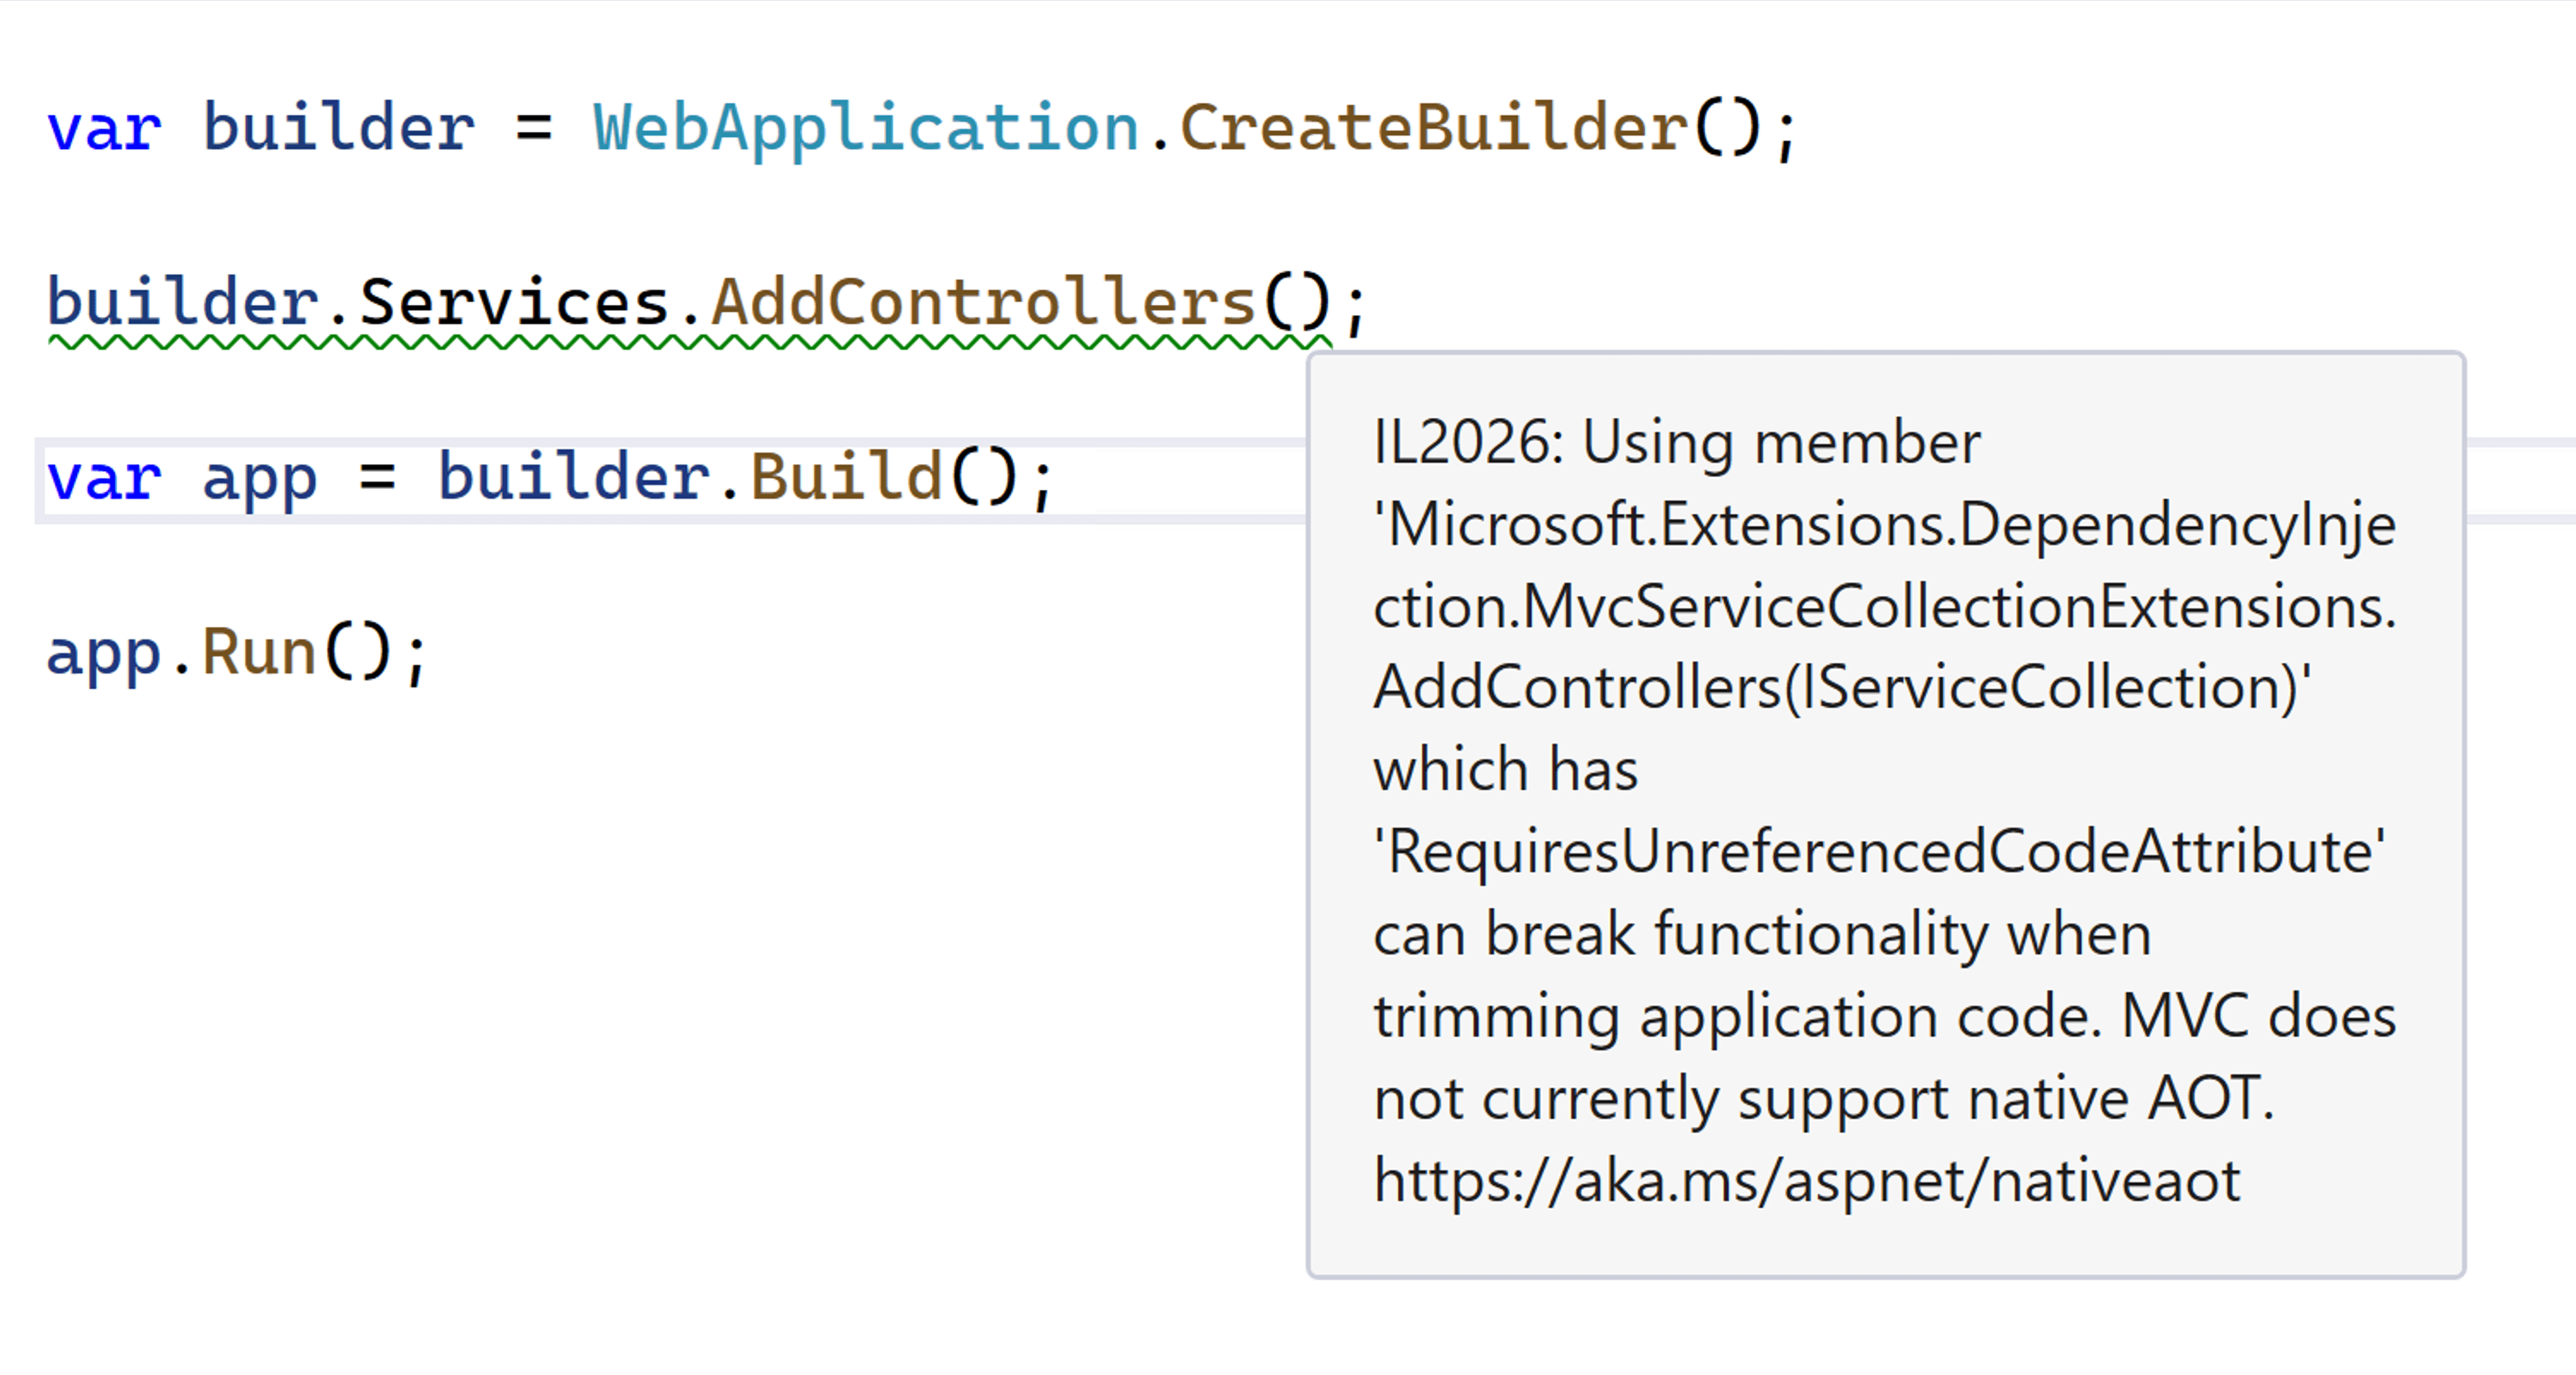 var builder = WebApplication.CreateBuilder();
builder.Services.AddControllers();
var app = builder.Build();
app.Run();
IL2026: Using member
'Microsoft.Extensions.DependencyInje
ction.MvcServiceCollectionExtensions.
AddControllers(IServiceCollection)'
which has
'RequiresUnreferencedCodeAttribute'
can break functionality when
trimming application code. MVC does
not currently support native AOT.
https://aka.ms/aspnet/nativeaot